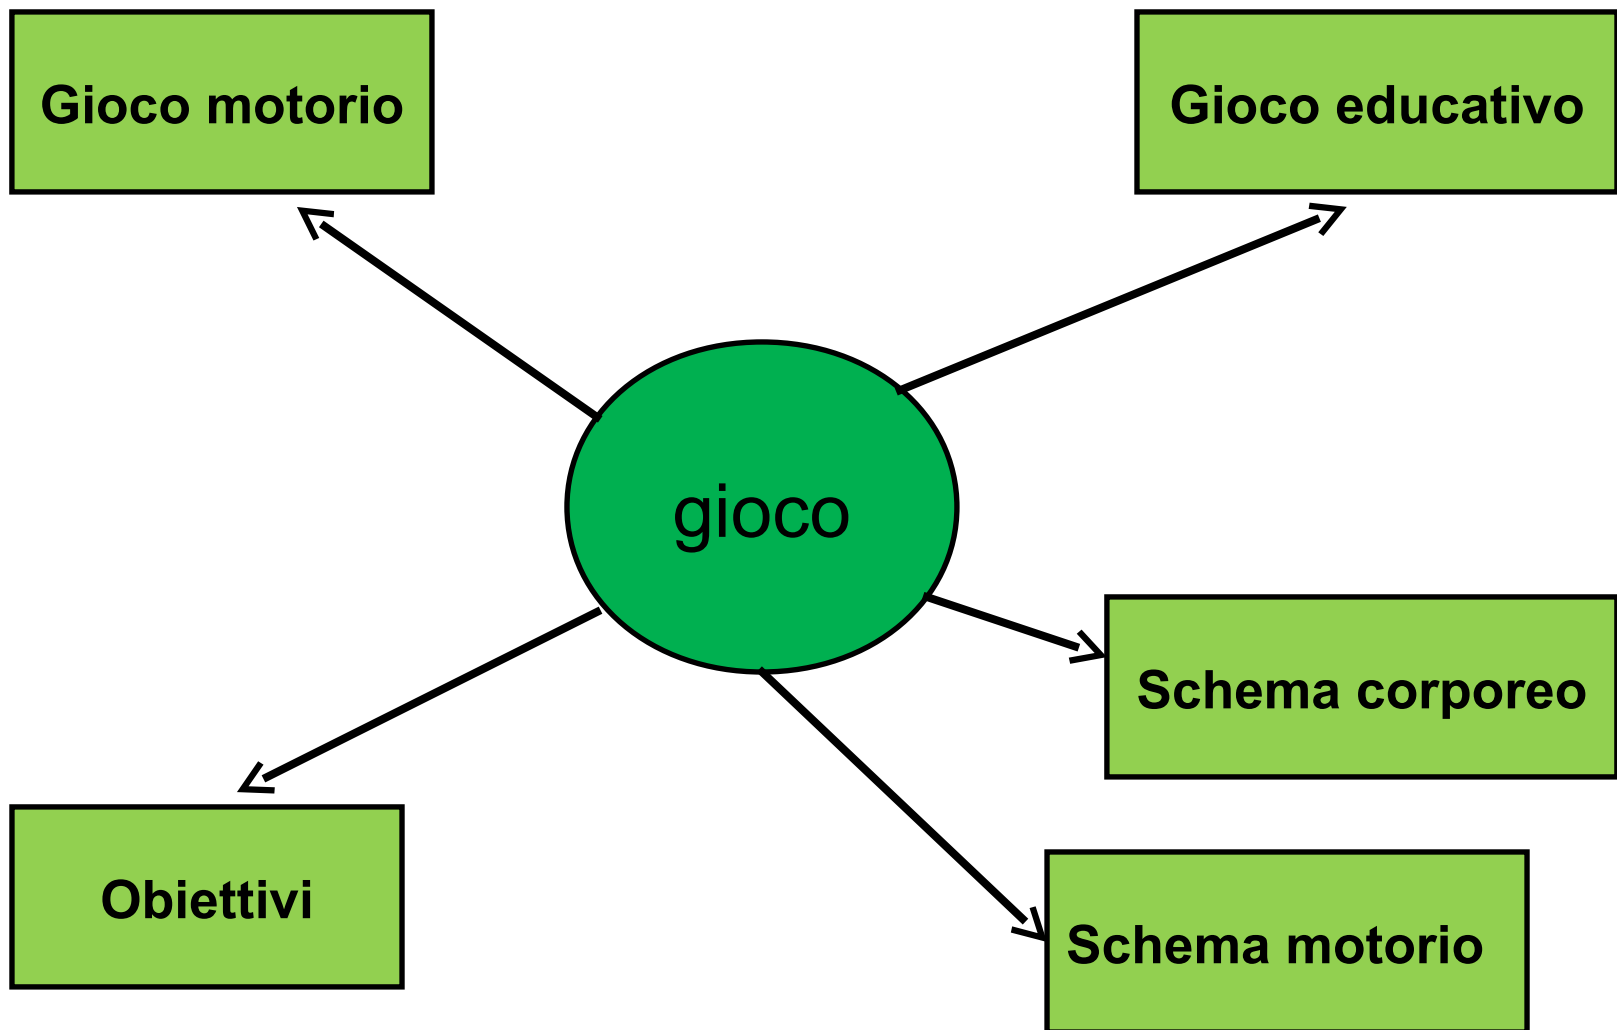 Gioco motorio
Gioco educativo
gioco
Schema corporeo
Obiettivi
Schema motorio